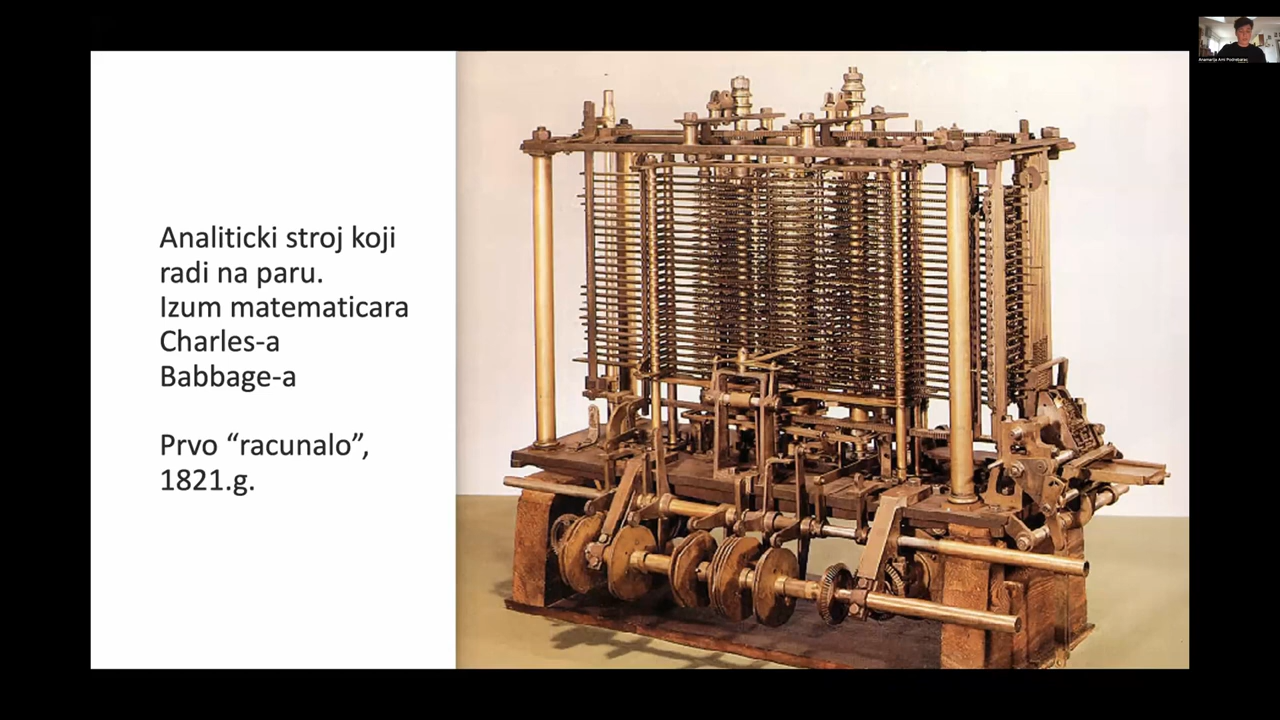 Analiticki stroj koji
radi na paru.
Izum matematicara
Charles-a
Babbage-a
Prvo “racunalo”,
1821.g.